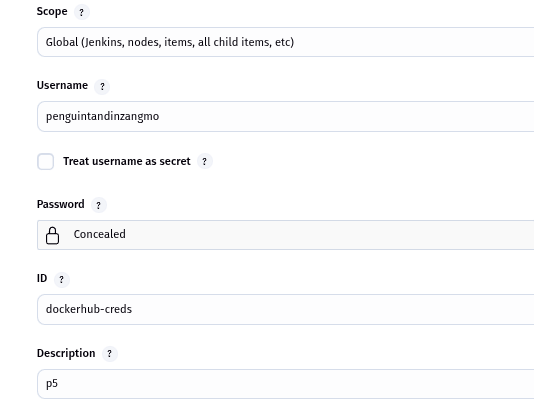 Scope ?
Global (Jenkins, nodes, items, all child items, etc)
Username ?
penguintandinzangmo
Treat username as secret ?
Password ?
Concealed
ID ?
dockerhub-creds
Description ?
p5